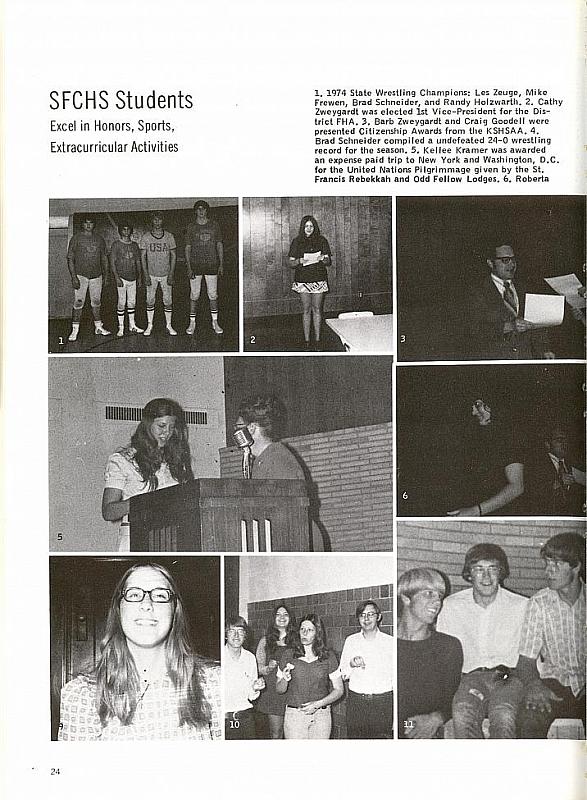 SFCHS Students
Excel in Honors, Sports,
Extracurricular Activities
1. 1974 State Wrestling Champions: Les Zeuge, Mike
Frewen, Brad Schneider, and Randy Holzwarth. 2. Cathy
Zweygardt was elected 1st Vice-President for the Dis-
trict FHA. 3. Barb Zweygardt and Craig Goodell were
presented Citizenship Awards from the KSHSAA. 4.
Brad Schneider compiled a undefeated 24-0 wrestling
record for the season. 5. Kellee Kramer was awarded
an expense paid trip to New York and Washington, D.C.
for the United Nations Pilgrimmage given by the St.
Francis Rebekkah and Odd Fellow Lodges. 6. Roberta
USA
1
2
3
5
6
9
10
11
24